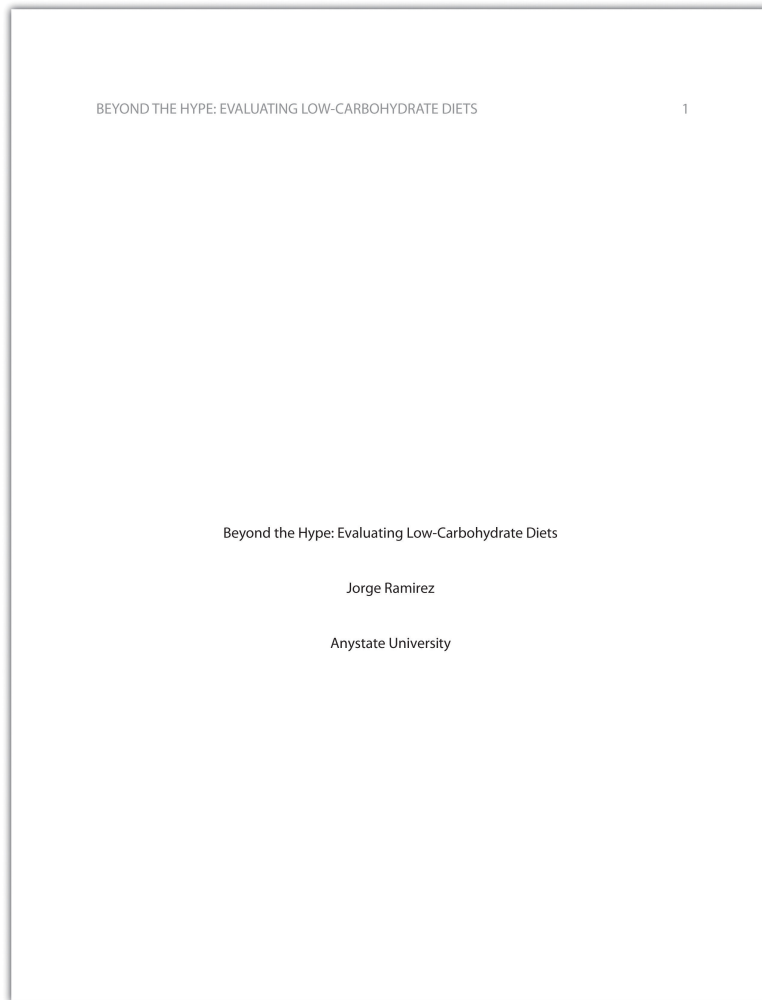 BEYOND THE HYPE: EVALUATING LOW-CARBOHYDRATE DIETS 1
Beyond the Hype: Evaluating Low-Carbohydrate Diets
Jorge Ramirez
Anystate University